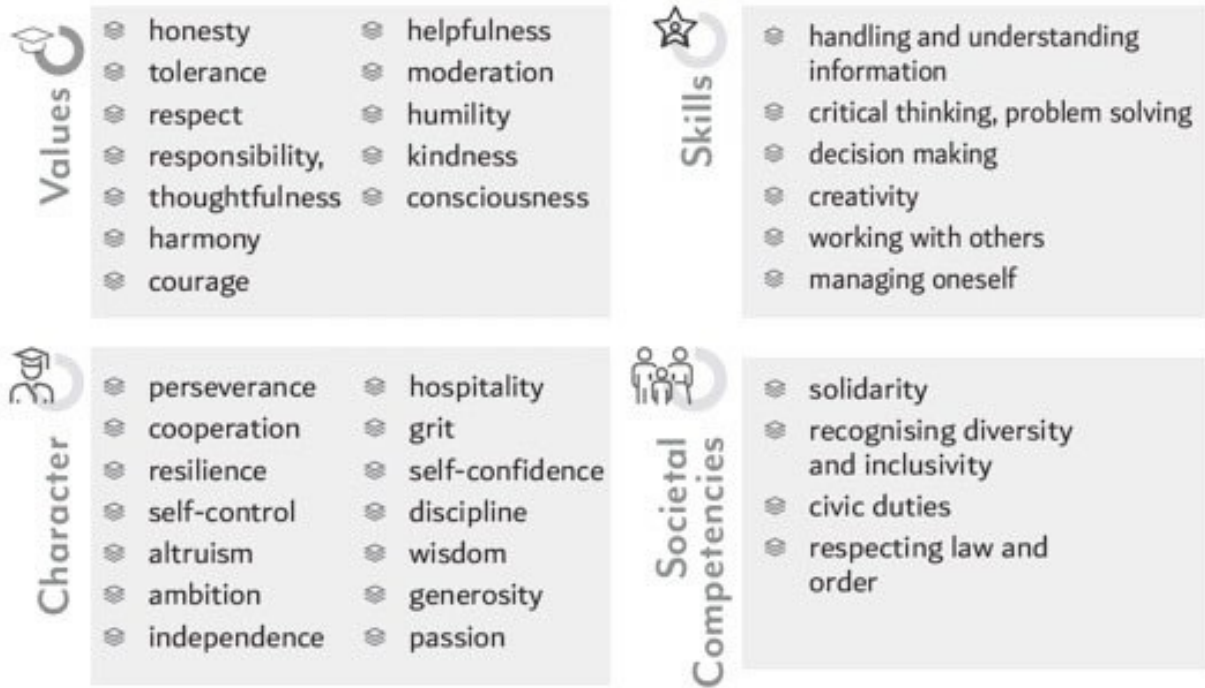 Values
honesty
tolerance
respect
responsibility,
thoughtfulness
harmony
courage
helpfulness
moderation
humility
kindness
consciousness
Skills
handling and understanding
information
critical thinking, problem solving
decision making
creativity
working with others
managing oneself
Character
perseverance
cooperation
resilience
self-control
altruism
ambition
independence
hospitality
grit
self-confidence
discipline
wisdom
generosity
passion
Societal
Competencies
solidarity
recognising diversity
and inclusivity
civic duties
respecting law and
order